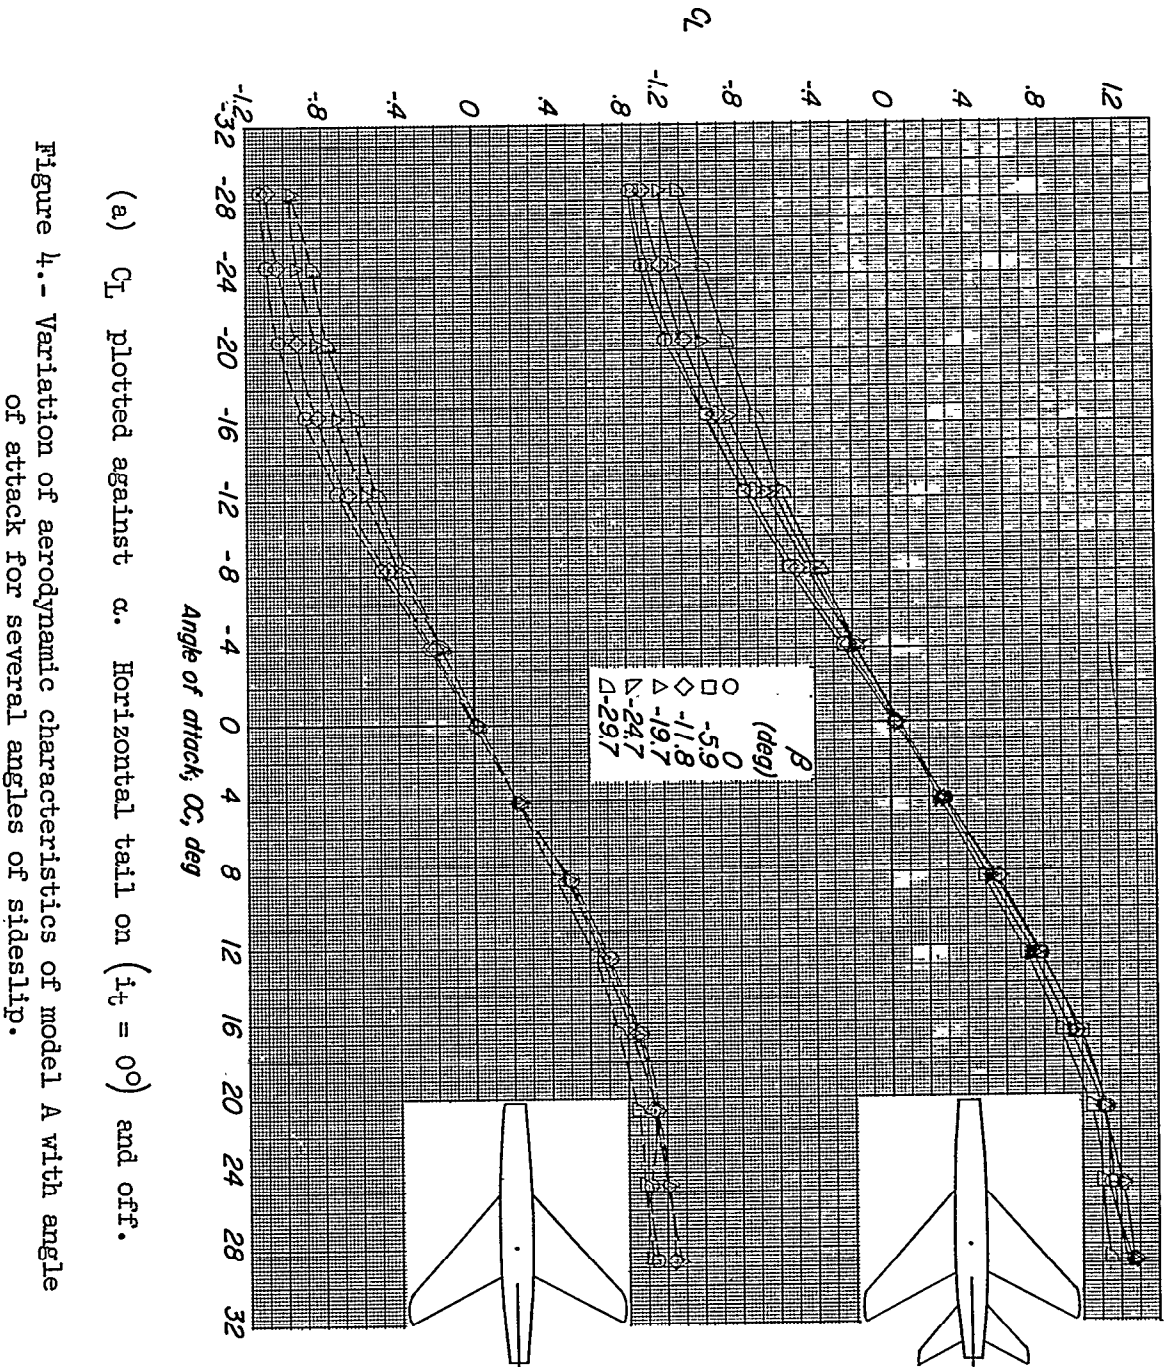 C_L
1.2
.8
.4
0
-.4
-.8
-1.2
.8
.4
0
-.4
-.8
-1.2
-32 -28 -24 -20 -16 -12 -8 -4 0 4 8 12 16 20 24 28 32
β
(deg)
○ 0
□ -5.9
◇ -11.8
-19.7
-24.7
-29.7
Angle of attack, α, deg
(a) C_L plotted against α. Horizontal tail on (i_t = 0°) and off.
Figure 4.- Variation of aerodynamic characteristics of model A with angle
of attack for several angles of sideslip.